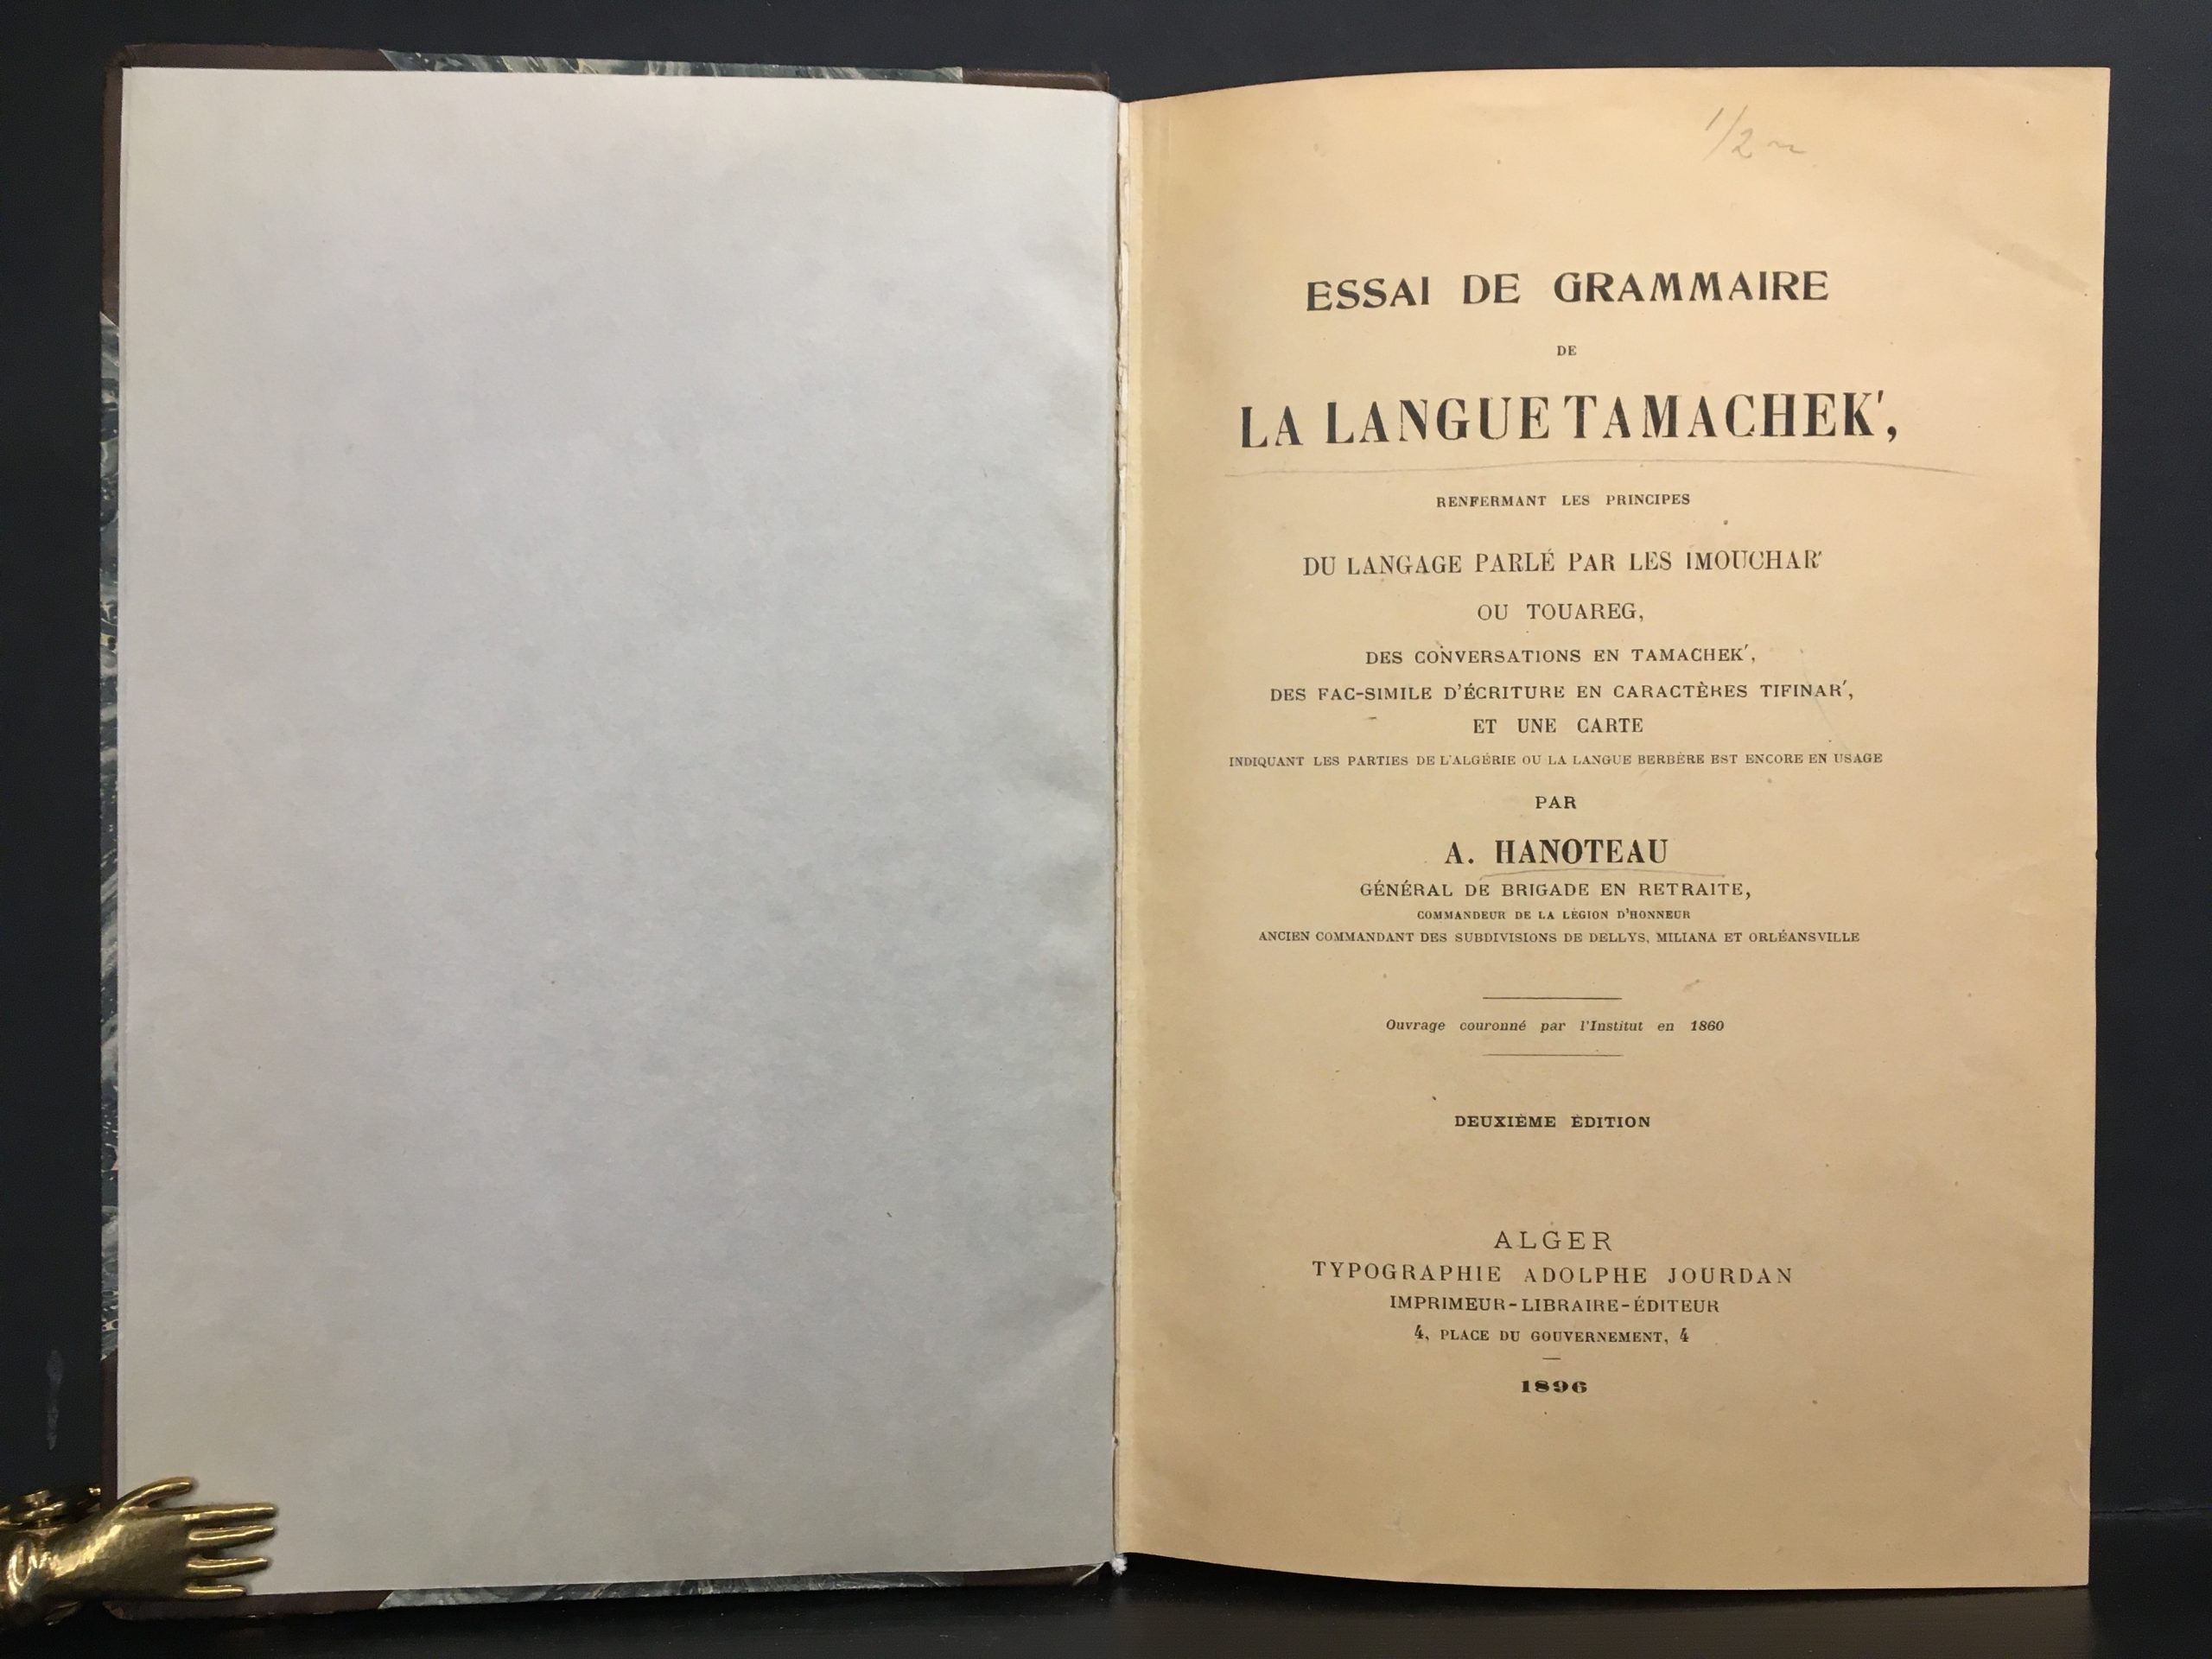 1/2
ESSAI DE GRAMMAIRE
DE
LA LANGUE TAMACHEK',
RENFERMANT LES PRINCIPES
DU LANGAGE PARLÉ PAR LES IMOUCHAR'
OU TOUAREG,
DES CONVERSATIONS EN TAMACHEK',
DES FAC-SIMILE D'ÉCRITURE EN CARACTÈRES TIFINAR',
ET UNE CARTE
INDIQUANT LES PARTIES DE L'ALGÉRIE OU LA LANGUE BERBÈRE EST ENCORE EN USAGE
PAR
A. HANOTEAU
GÉNÉRAL DE BRIGADE EN RETRAITE,
COMMANDEUR DE LA LÉGION D'HONNEUR
ANCIEN COMMANDANT DES SUBDIVISIONS DE DELLYS, MILIANA ET ORLÉANSVILLE
Ouvrage couronné par l'Institut en 1860
DEUXIÈME ÉDITION
ALGER
TYPOGRAPHIE ADOLPHE JOURDAN
IMPRIMEUR-LIBRAIRE-ÉDITEUR
4, PLACE DU GOUVERNEMENT, 4
1896